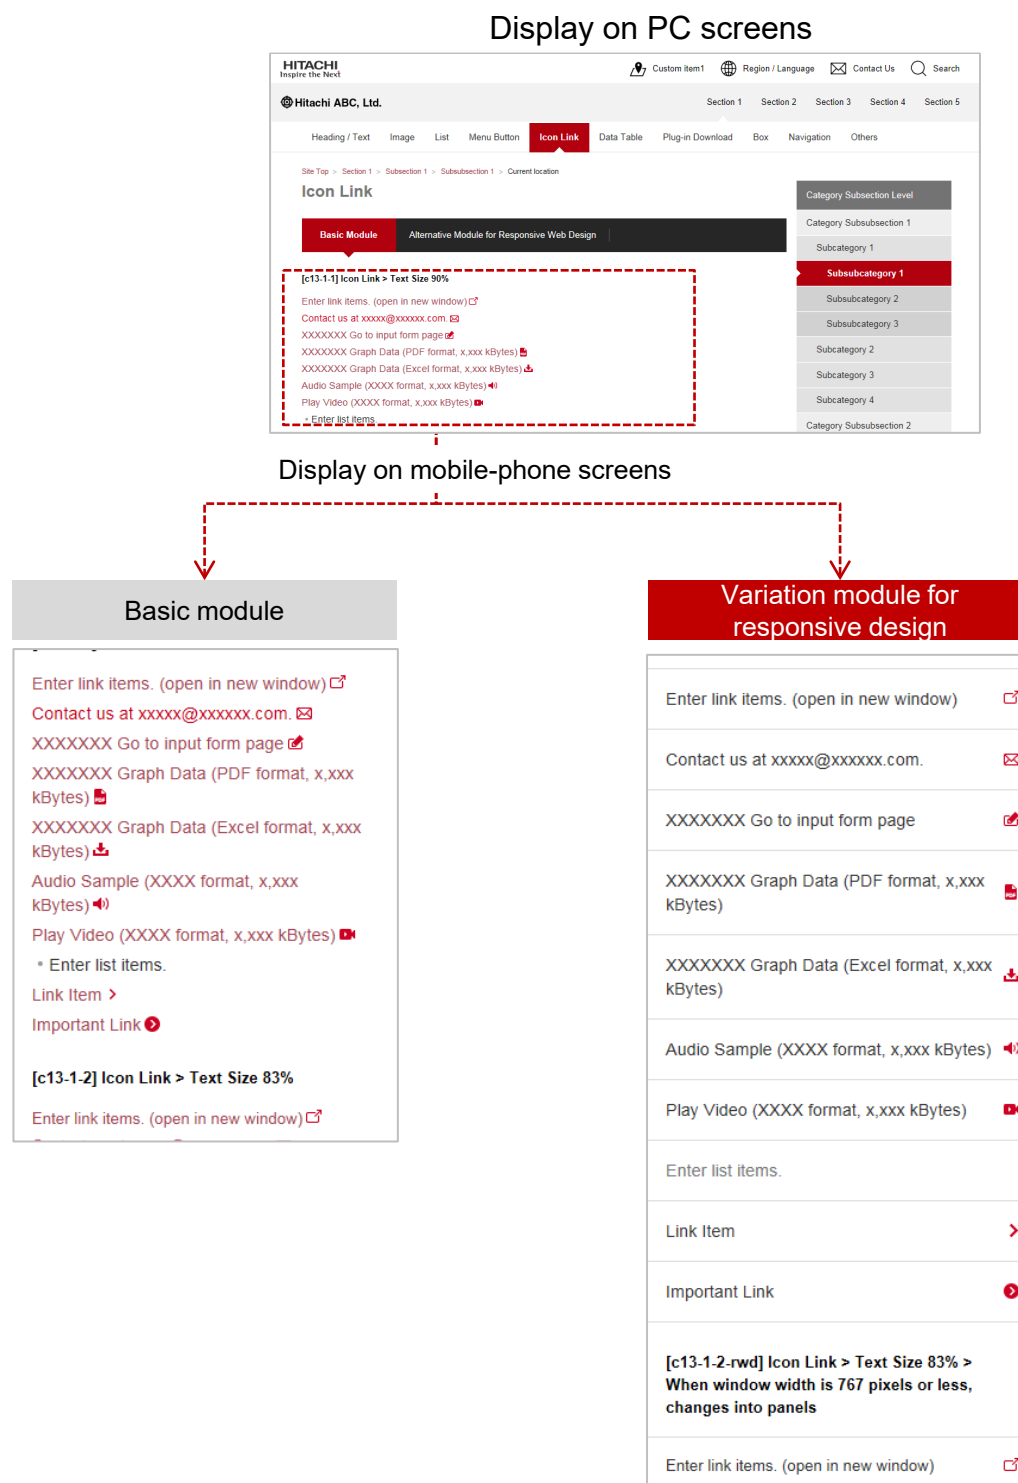 Display on PC screens
HITACHI
Inspire the Next
Custom item1
Region / Language
Contact Us
Search
Hitachi ABC, Ltd.
Section 1
Section 2
Section 3
Section 4
Section 5
Heading / Text
Image
List
Menu Button
Icon Link
Data Table
Plug-in Download
Box
Navigation
Others
Site Top > Section 1 > Subsection 1 > Subsubsection 1 > Current location
Icon Link
Basic Module
Alternative Module for Responsive Web Design
[c13-1-1] Icon Link > Text Size 90%
Enter link items. (open in new window)
Contact us at xxxxx@xxxxxx.com.
XXXXXXX Go to input form page
XXXXXXX Graph Data (PDF format, x,xxx kBytes)
XXXXXXX Graph Data (Excel format, x,xxx kBytes)
Audio Sample (XXXX format, x,xxx kBytes)
Play Video (XXXX format, x,xxx kBytes)
• Enter list items.
Category Subsection Level
Category Subsubsection 1
Subcategory 1
Subsubcategory 1
Subsubcategory 2
Subsubcategory 3
Subcategory 2
Subcategory 3
Subcategory 4
Category Subsubsection 2
Display on mobile-phone screens
Basic module
Enter link items. (open in new window)
Contact us at xxxxx@xxxxxx.com.
XXXXXXX Go to input form page
XXXXXXX Graph Data (PDF format, x,xxx
kBytes)
XXXXXXX Graph Data (Excel format, x,xxx
kBytes)
Audio Sample (XXXX format, x,xxx
kBytes)
Play Video (XXXX format, x,xxx kBytes)
• Enter list items.
Link Item
Important Link
[c13-1-2] Icon Link > Text Size 83%
Enter link items. (open in new window)
Variation module for
responsive design
Enter link items. (open in new window)
Contact us at xxxxx@xxxxxx.com.
XXXXXXX Go to input form page
XXXXXXX Graph Data (PDF format, x,xxx
kBytes)
XXXXXXX Graph Data (Excel format, x,xxx
kBytes)
Audio Sample (XXXX format, x,xxx kBytes)
Play Video (XXXX format, x,xxx kBytes)
Enter list items.
Link Item
Important Link
[c13-1-2-rwd] Icon Link > Text Size 83% >
When window width is 767 pixels or less,
changes into panels
Enter link items. (open in new window)